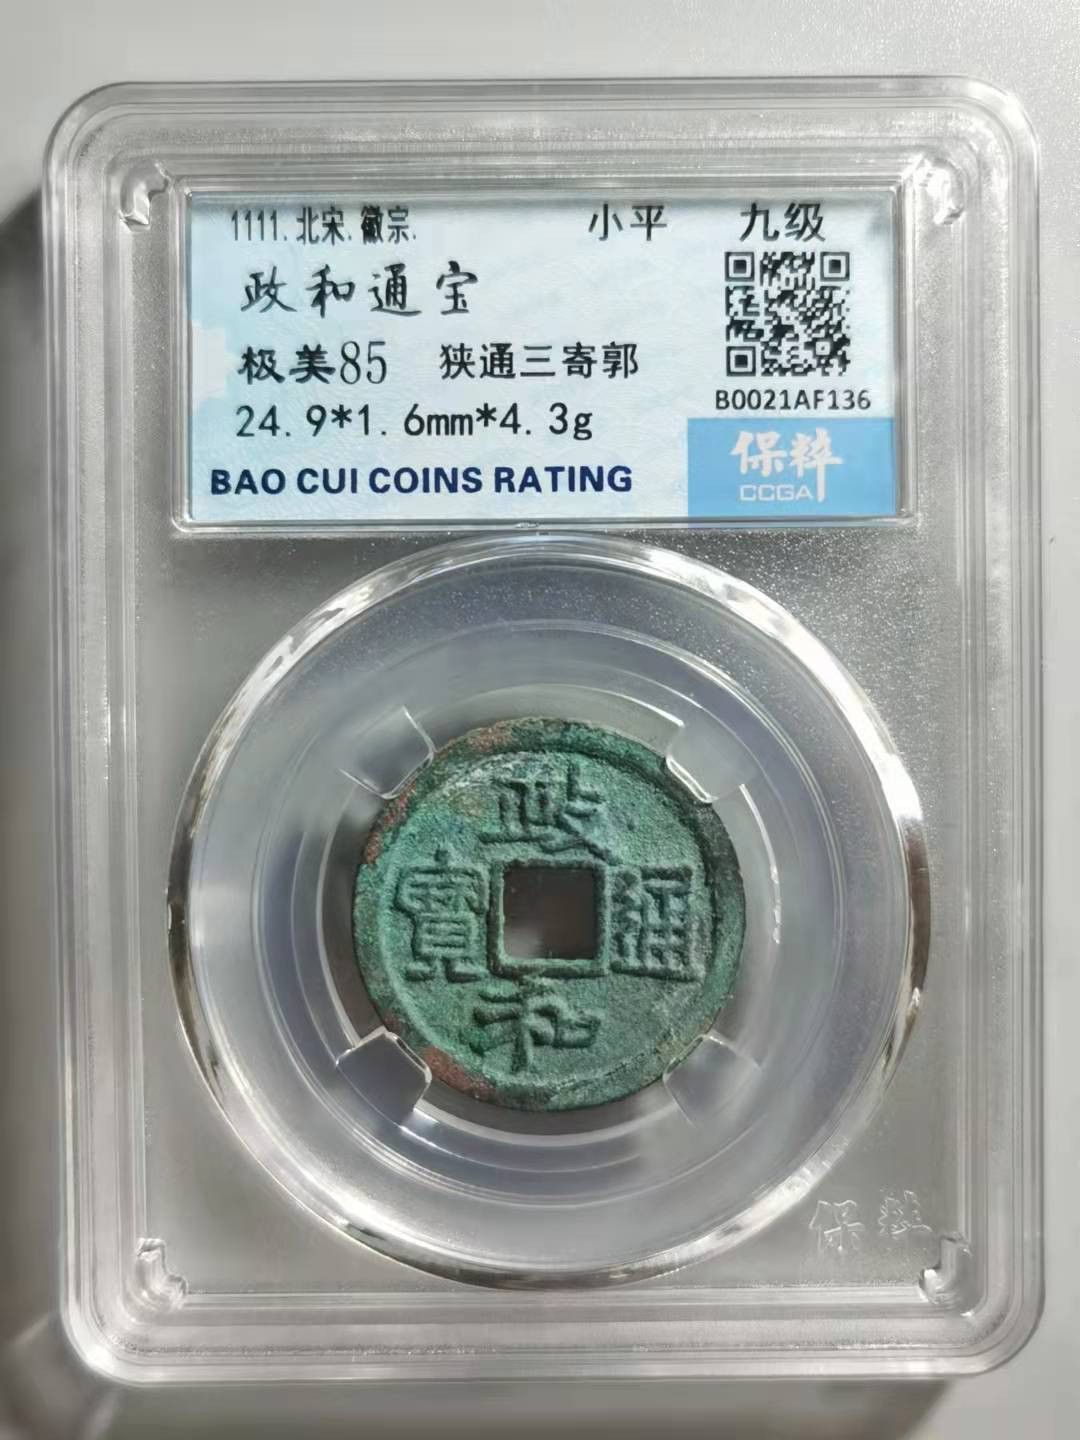 1111.北宋.徽宗. 小平 九级
政和通宝
极美85 狭通三寄郭
24.9*1.6mm*4.3g
B0021AF136
BAO CUI COINS RATING
保粹
CCGA
政
寶 通
和
保粹